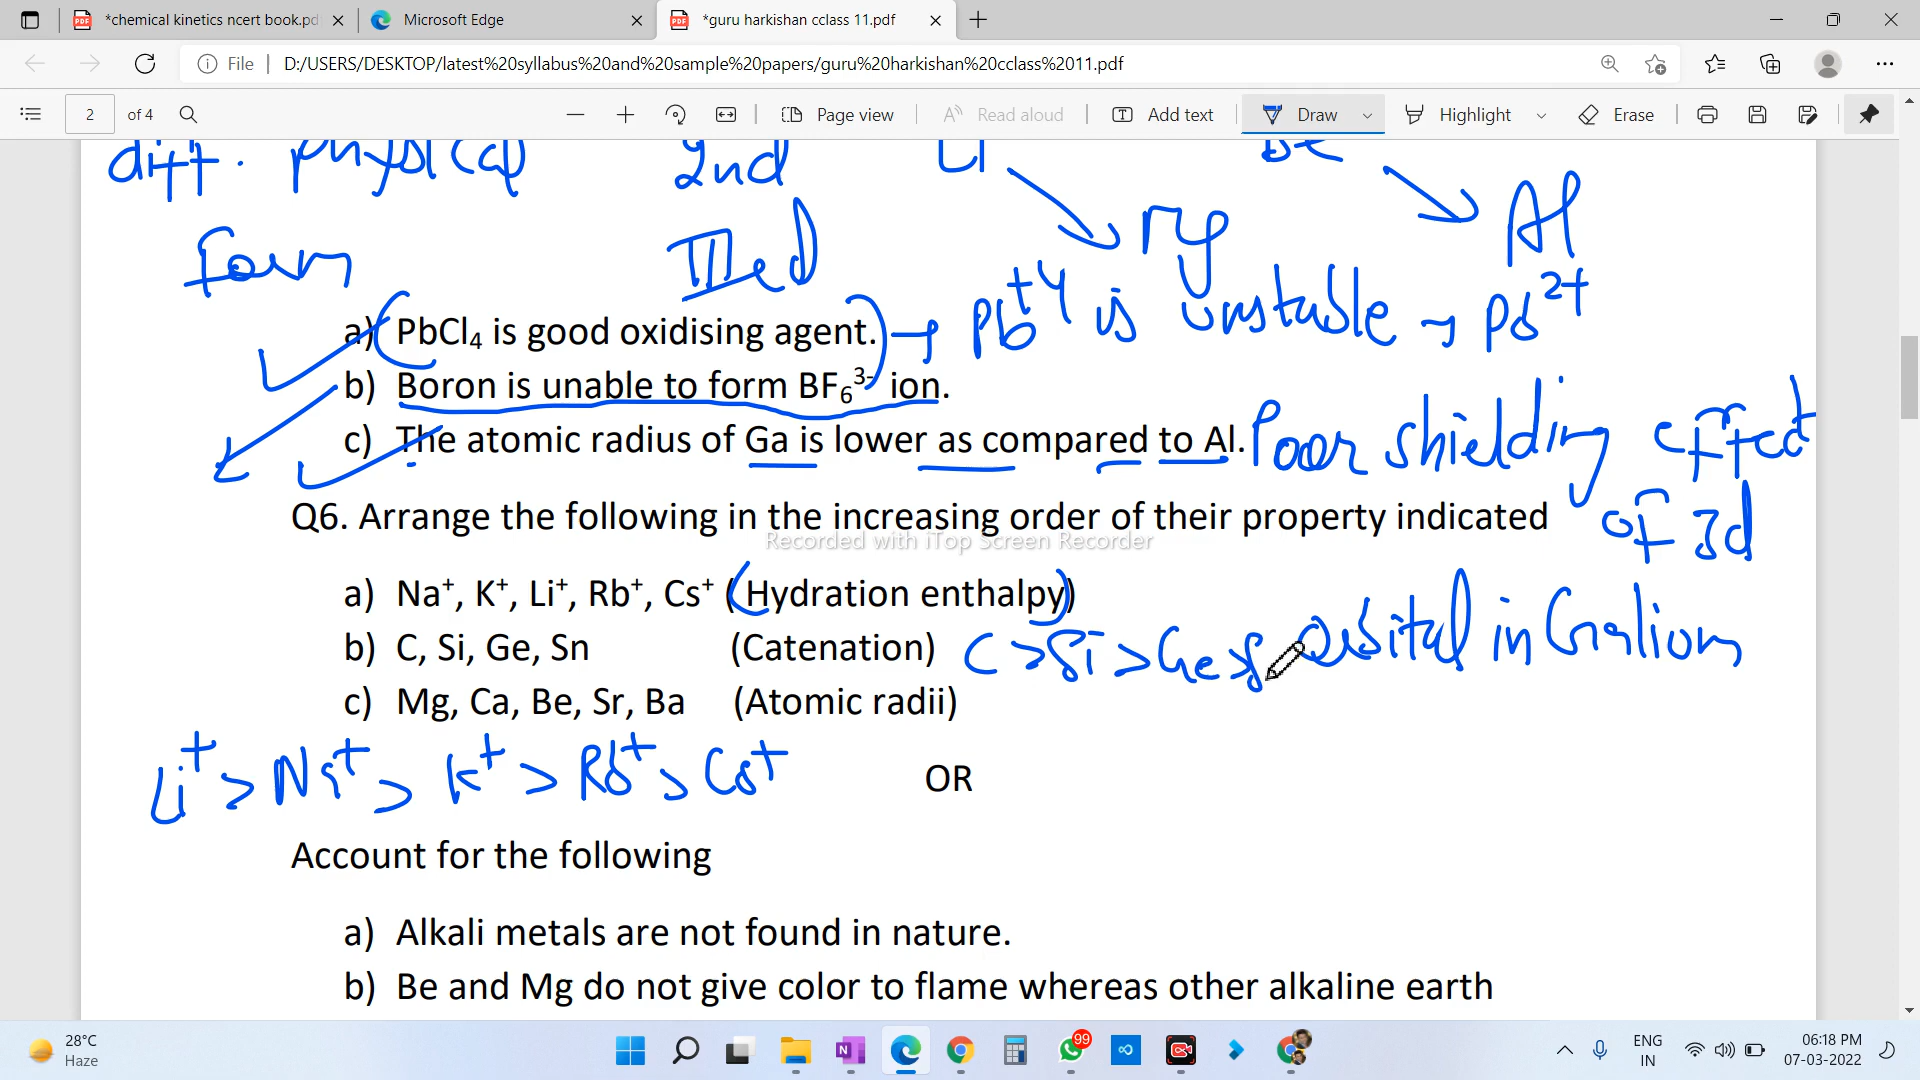 *chemical kinetics ncert book.pd
Microsoft Edge
*guru harkishan cclass 11.pdf
File
D:/USERS/DESKTOP/latest%20syllabus%20and%20sample%20papers/guru%20harkishan%20cclass%2011.pdf
2 of 4
Page view
Read aloud
Add text
Draw
Highlight
Erase
diff. physical 2nd Li Be
form IIIed Mg Al
a) PbCl₄ is good oxidising agent. → Pb⁺⁴ is unstable → Pb²⁺
b) Boron is unable to form BF₆³⁻ ion.
c) The atomic radius of Ga is lower as compared to Al. Poor shielding effect
of 3d
Q6. Arrange the following in the increasing order of their property indicated
Recorded with iTop Screen Recorder
a) Na⁺, K⁺, Li⁺, Rb⁺, Cs⁺ ( Hydration enthalpy)
orbital in Gallium
b) C, Si, Ge, Sn (Catenation) C > Si > Ge > S
c) Mg, Ca, Be, Sr, Ba (Atomic radii)
Li⁺ > Na⁺ > K⁺ > Rb⁺ > Cs⁺
OR
Account for the following
a) Alkali metals are not found in nature.
b) Be and Mg do not give color to flame whereas other alkaline earth
28°C
Haze
99
ENG
IN
06:18 PM
07-03-2022